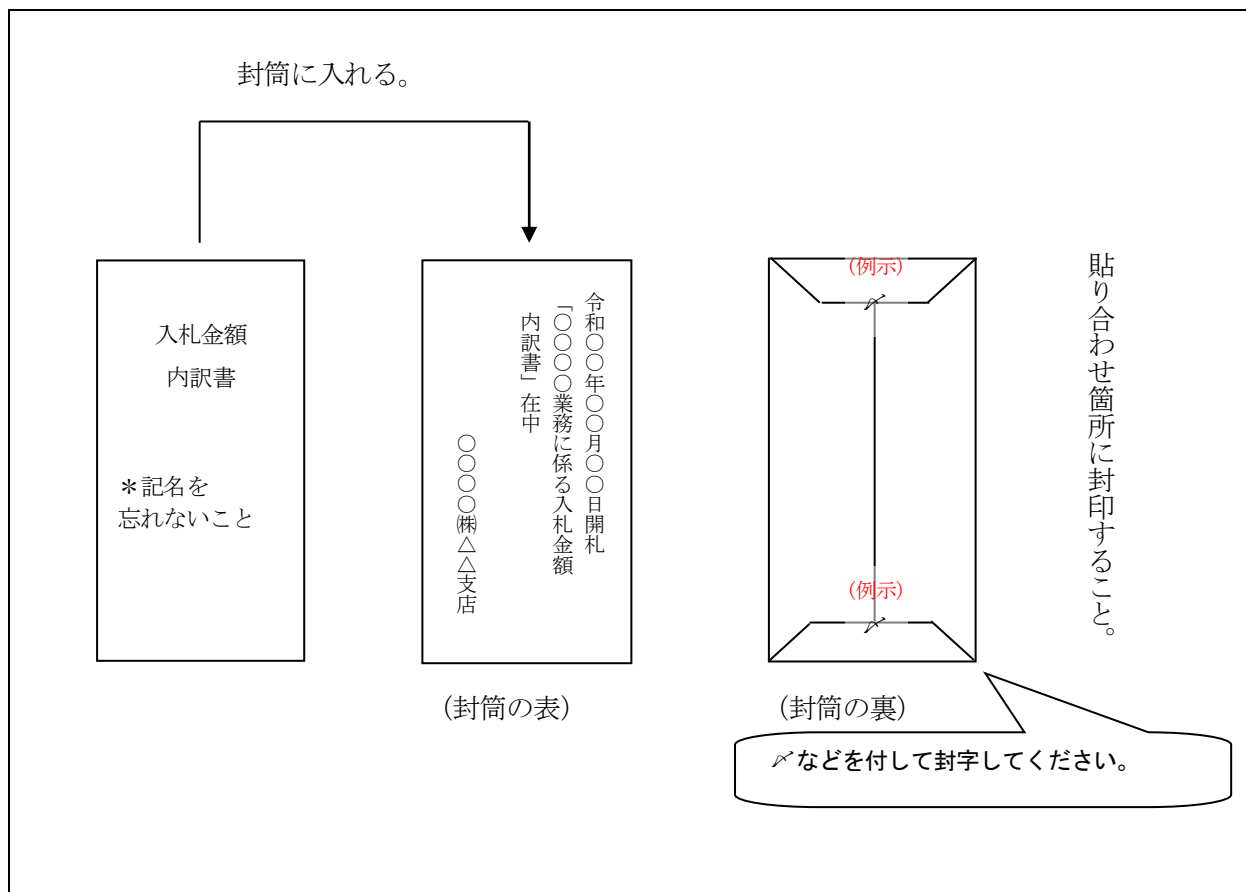 封筒に入れる。
入札金額
内訳書
＊記名を
忘れないこと
令和〇〇年〇〇月〇〇日開札
「〇〇〇〇業務に係る入札金額
内訳書」在中
〇〇〇〇㈱△△支店
(封筒の表)
(例示)
〆
(例示)
〆
(封筒の裏)
貼り合わせ箇所に封印すること。
〆などを付して封字してください。